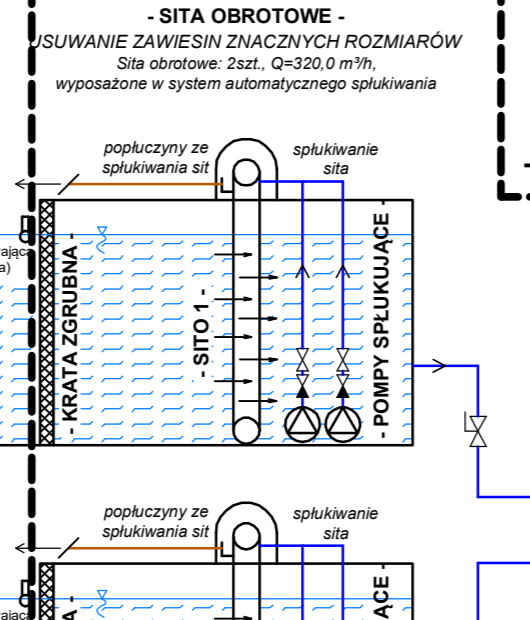 - SITA OBROTOWE -
USUWANIE ZAWIESIN ZNACZNYCH ROZMIARÓW
Sita obrotowe: 2szt., Q=320,0 m³/h,
wyposażone w system automatycznego spłukiwania
popłuczyny ze
spłukiwania sit
spłukiwanie
sita
- KRATA ZGRUBNA -
- SITO 1 -
- POMPY SPŁUKUJĄCE -
popłuczyny ze
spłukiwania sit
spłukiwanie
sita